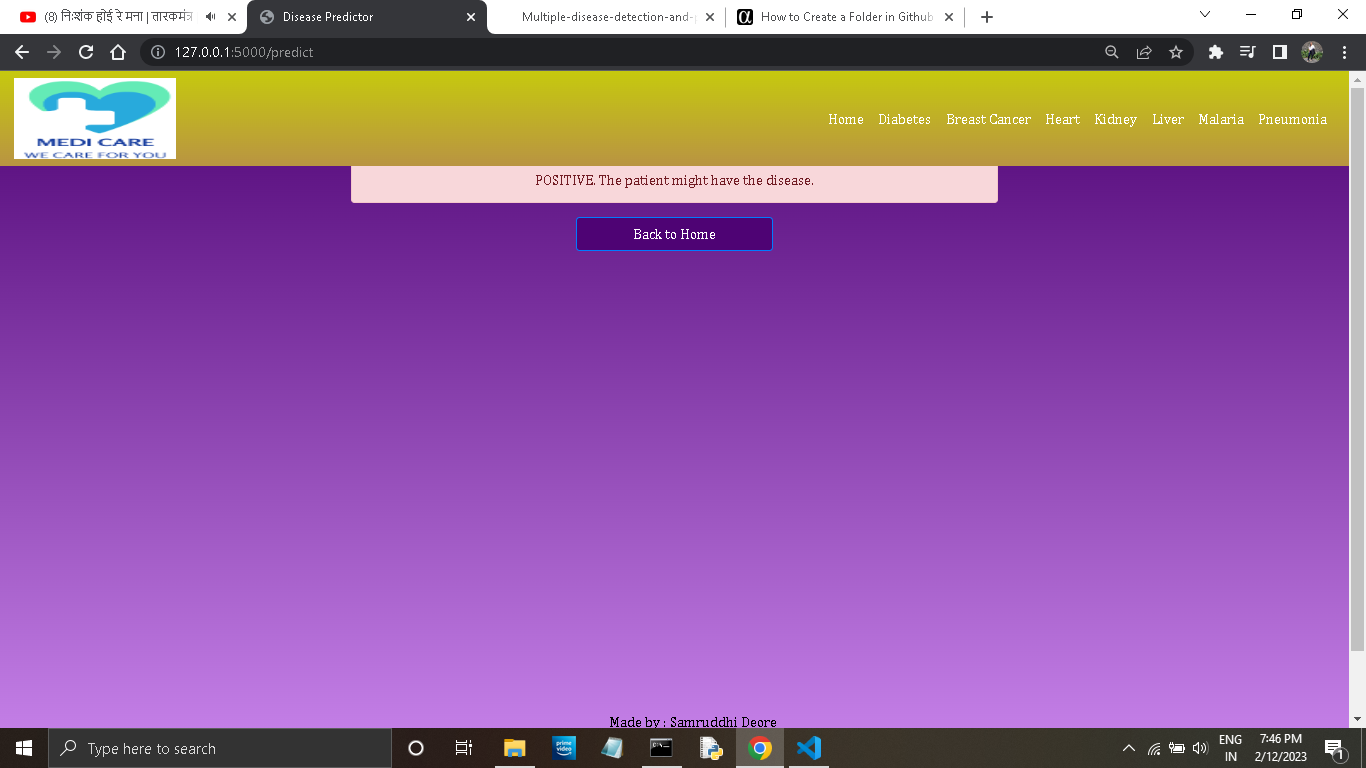 (8) निःशंक होई रे मना | तारकमंत्र
Disease Predictor
Multiple-disease-detection-and-
How to Create a Folder in Github
127.0.0.1:5000/predict
MEDI CARE
WE CARE FOR YOU
Home Diabetes Breast Cancer Heart Kidney Liver Malaria Pneumonia
POSITIVE. The patient might have the disease.
Back to Home
Made by : Samruddhi Deore
Type here to search
prime video
C:\
ENG
IN
7:46 PM
2/12/2023
1